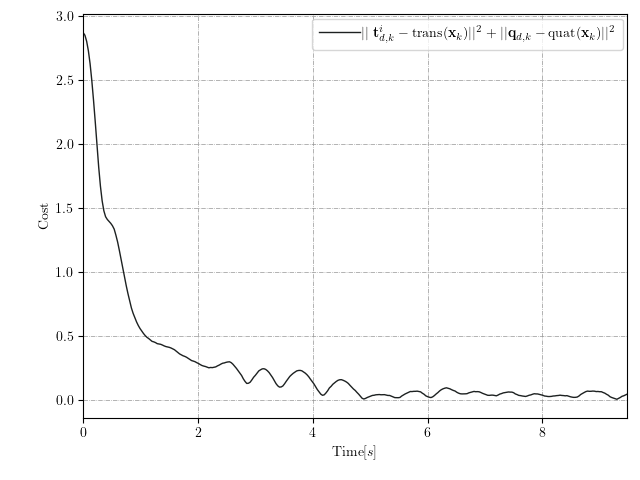 || t^i_{d,k} − trans(x_k)||² + ||q_{d,k} − quat(x_k)||²
3.0
2.5
2.0
1.5
1.0
0.5
0.0
Cost
0 2 4 6 8
Time[s]